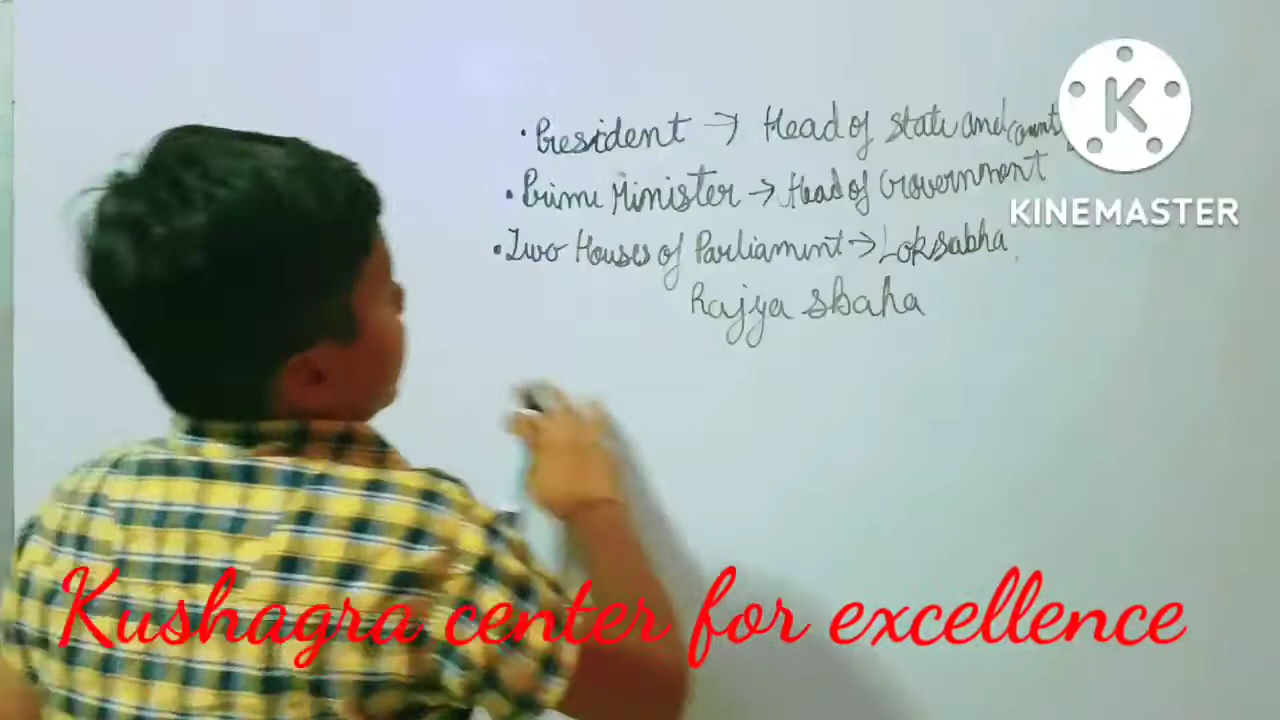 • President → Head of state and count
• Prime Minister → Head of Government
• Two Houses of Parliament → Loksabha,
Rajya sbaha
K
KINEMASTER
Kushagra center for excellence